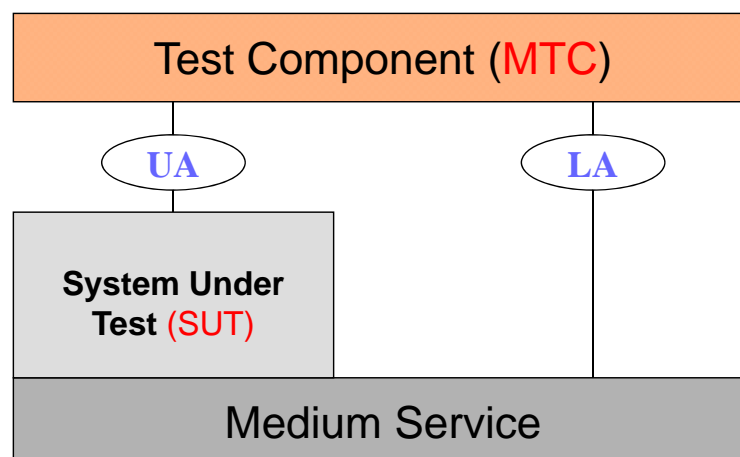 Test Component (MTC)
UA
LA
System Under
Test (SUT)
Medium Service